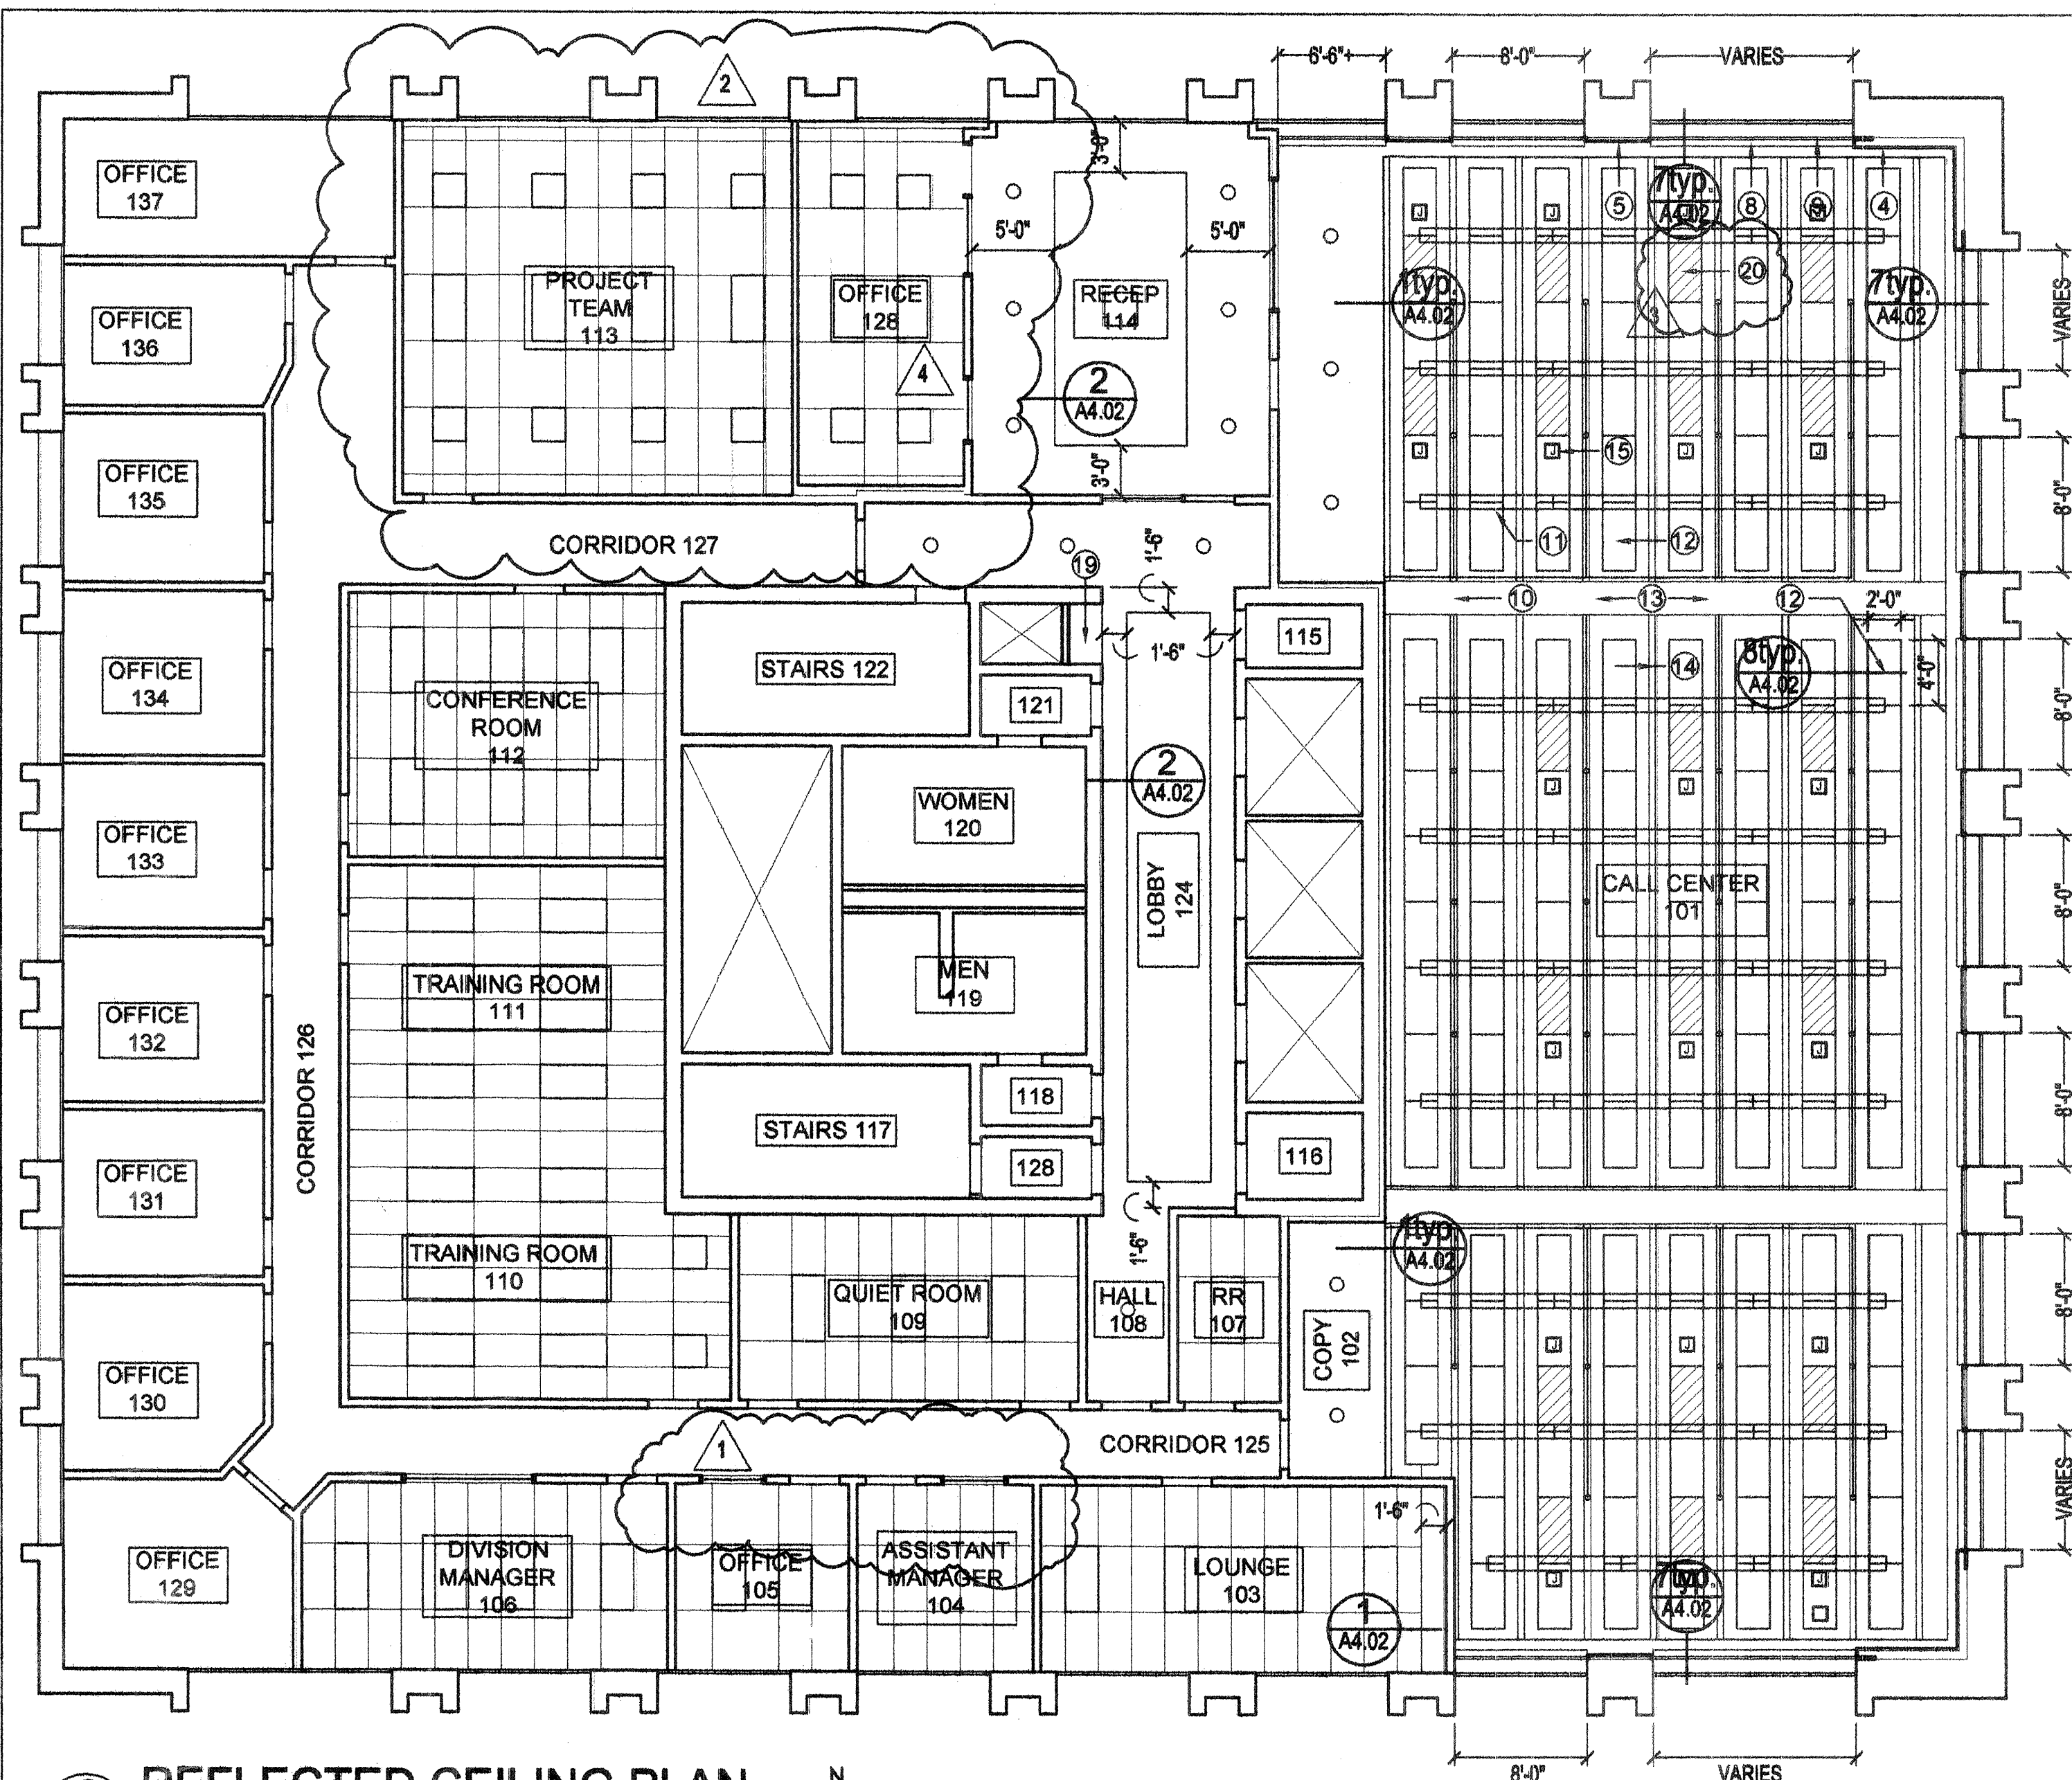 6'-6"+
8'-0"
VARIES
2
OFFICE
137
3'-0"
7typ.
A4.02
5
8
4
J
J
5'-0"
5'-0"
20
PROJECT
TEAM
113
OFFICE
128
RECEP
114
1typ.
A4.02
7typ.
A4.02
3
VARIES
OFFICE
136
4
2
A4.02
OFFICE
135
3'-0"
J
J
15
J
J
8'-0"
CORRIDOR 127
19
1'-6"
11
12
10
13
12
2'-0"
1'-6"
115
STAIRS 122
14
8typ.
A4.02
4'-0"
8'-0"
OFFICE
134
CONFERENCE
ROOM
112
121
2
A4.02
J
J
J
WOMEN
120
OFFICE
133
LOBBY
124
CALL CENTER
101
8'-0"
TRAINING ROOM
111
MEN
119
OFFICE
132
CORRIDOR 126
J
J
J
8'-0"
118
STAIRS 117
128
116
OFFICE
131
1'-6"
1typ.
A4.02
TRAINING ROOM
110
QUIET ROOM
109
HALL
108
RR
107
COPY
102
8'-0"
J
J
J
OFFICE
130
1
CORRIDOR 125
VARIES
1'-6"
OFFICE
129
DIVISION
MANAGER
106
OFFICE
105
ASSISTANT
MANAGER
104
LOUNGE
103
1
A4.02
7typ.
A4.02
J
J
8'-0"
VARIES
REFLECTED CEILING PLAN
N